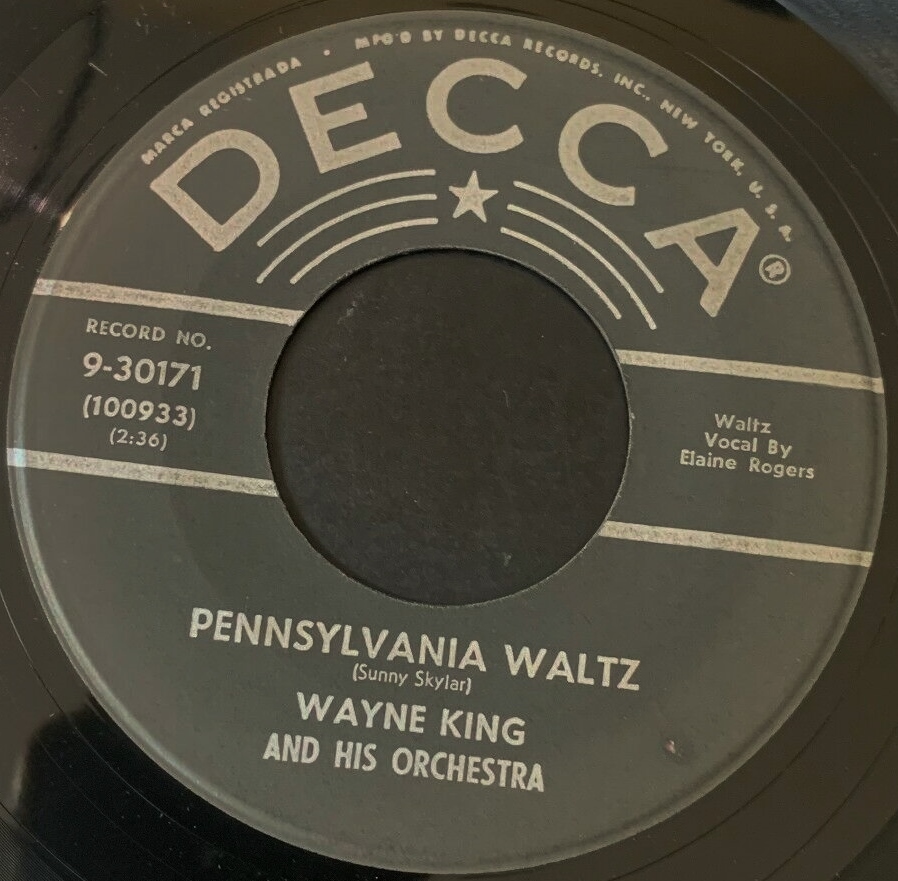 MARCA REGISTRADA • MFG'D BY DECCA RECORDS, INC., NEW YORK, U. S. A.
DECCA ®
RECORD NO.
9-30171
(100933)
(2:36)
Waltz
Vocal By
Elaine Rogers
PENNSYLVANIA WALTZ
(Sunny Skylar)
WAYNE KING
AND HIS ORCHESTRA